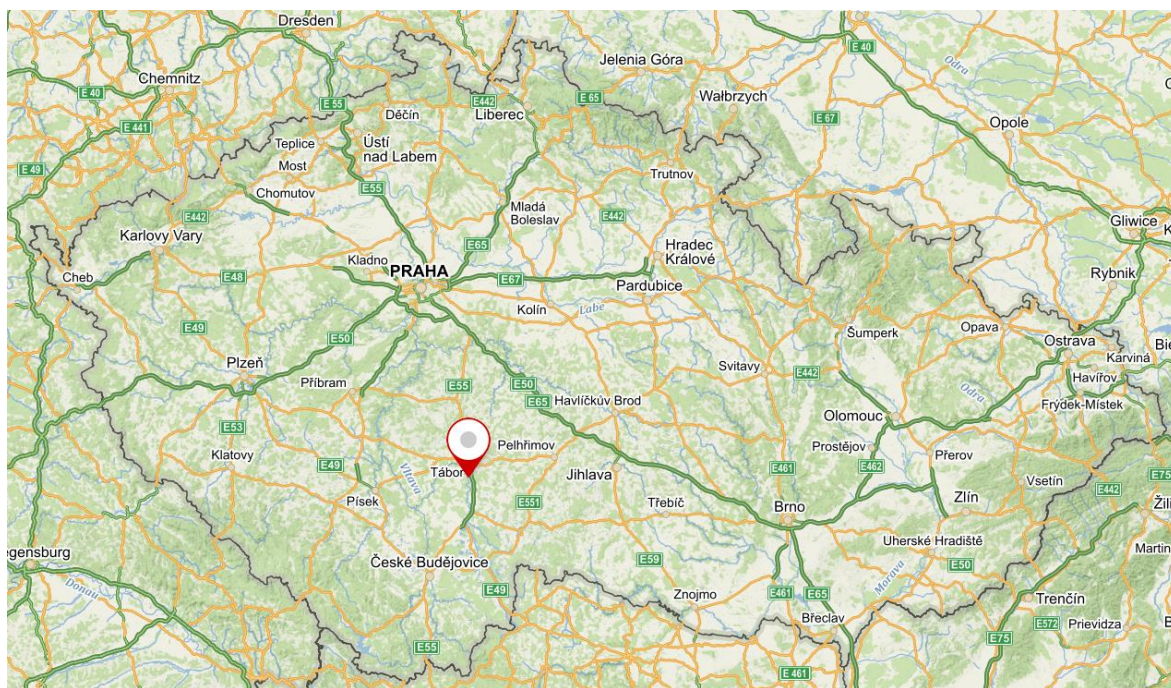 Dresden
E 40
Jelenia Góra
Odra
Chemnitz
E 40
E 55
E442
E 65
Wałbrzych
Děčín
Liberec
E 67
Opole
E 441
Teplice
Ústí
nad Labem
Most
E 49
Trutnov
Chomutov
E55
Mladá
Boleslav
E442
E442
Gliwice
Karlovy Vary
E65
Hradec
Králové
Kladno
PRAHA
Cheb
E48
E67
Rybnik
Pardubice
Kolín
Labe
E49
Šumperk
Opava
E50
Ostrava
Karviná
Plzeň
Svitavy
E442
Havířov
Příbram
E55
E50
Odra
E65
Havlíčkův Brod
Frýdek-Místek
Olomouc
E53
Pelhřimov
Prostějov
Klatovy
E49
Vltava
Tábor
Jihlava
E461
E462
Přerov
E75
Vsetín
E442
Písek
E551
Třebíč
Brno
Zlín
Uherské Hradiště
egensburg
České Budějovice
E59
E50
Martin
Donau
E49
Morava
E461
E65
Znojmo
Břeclav
Trenčín
E572
Prievidza
E75
E55
E 461